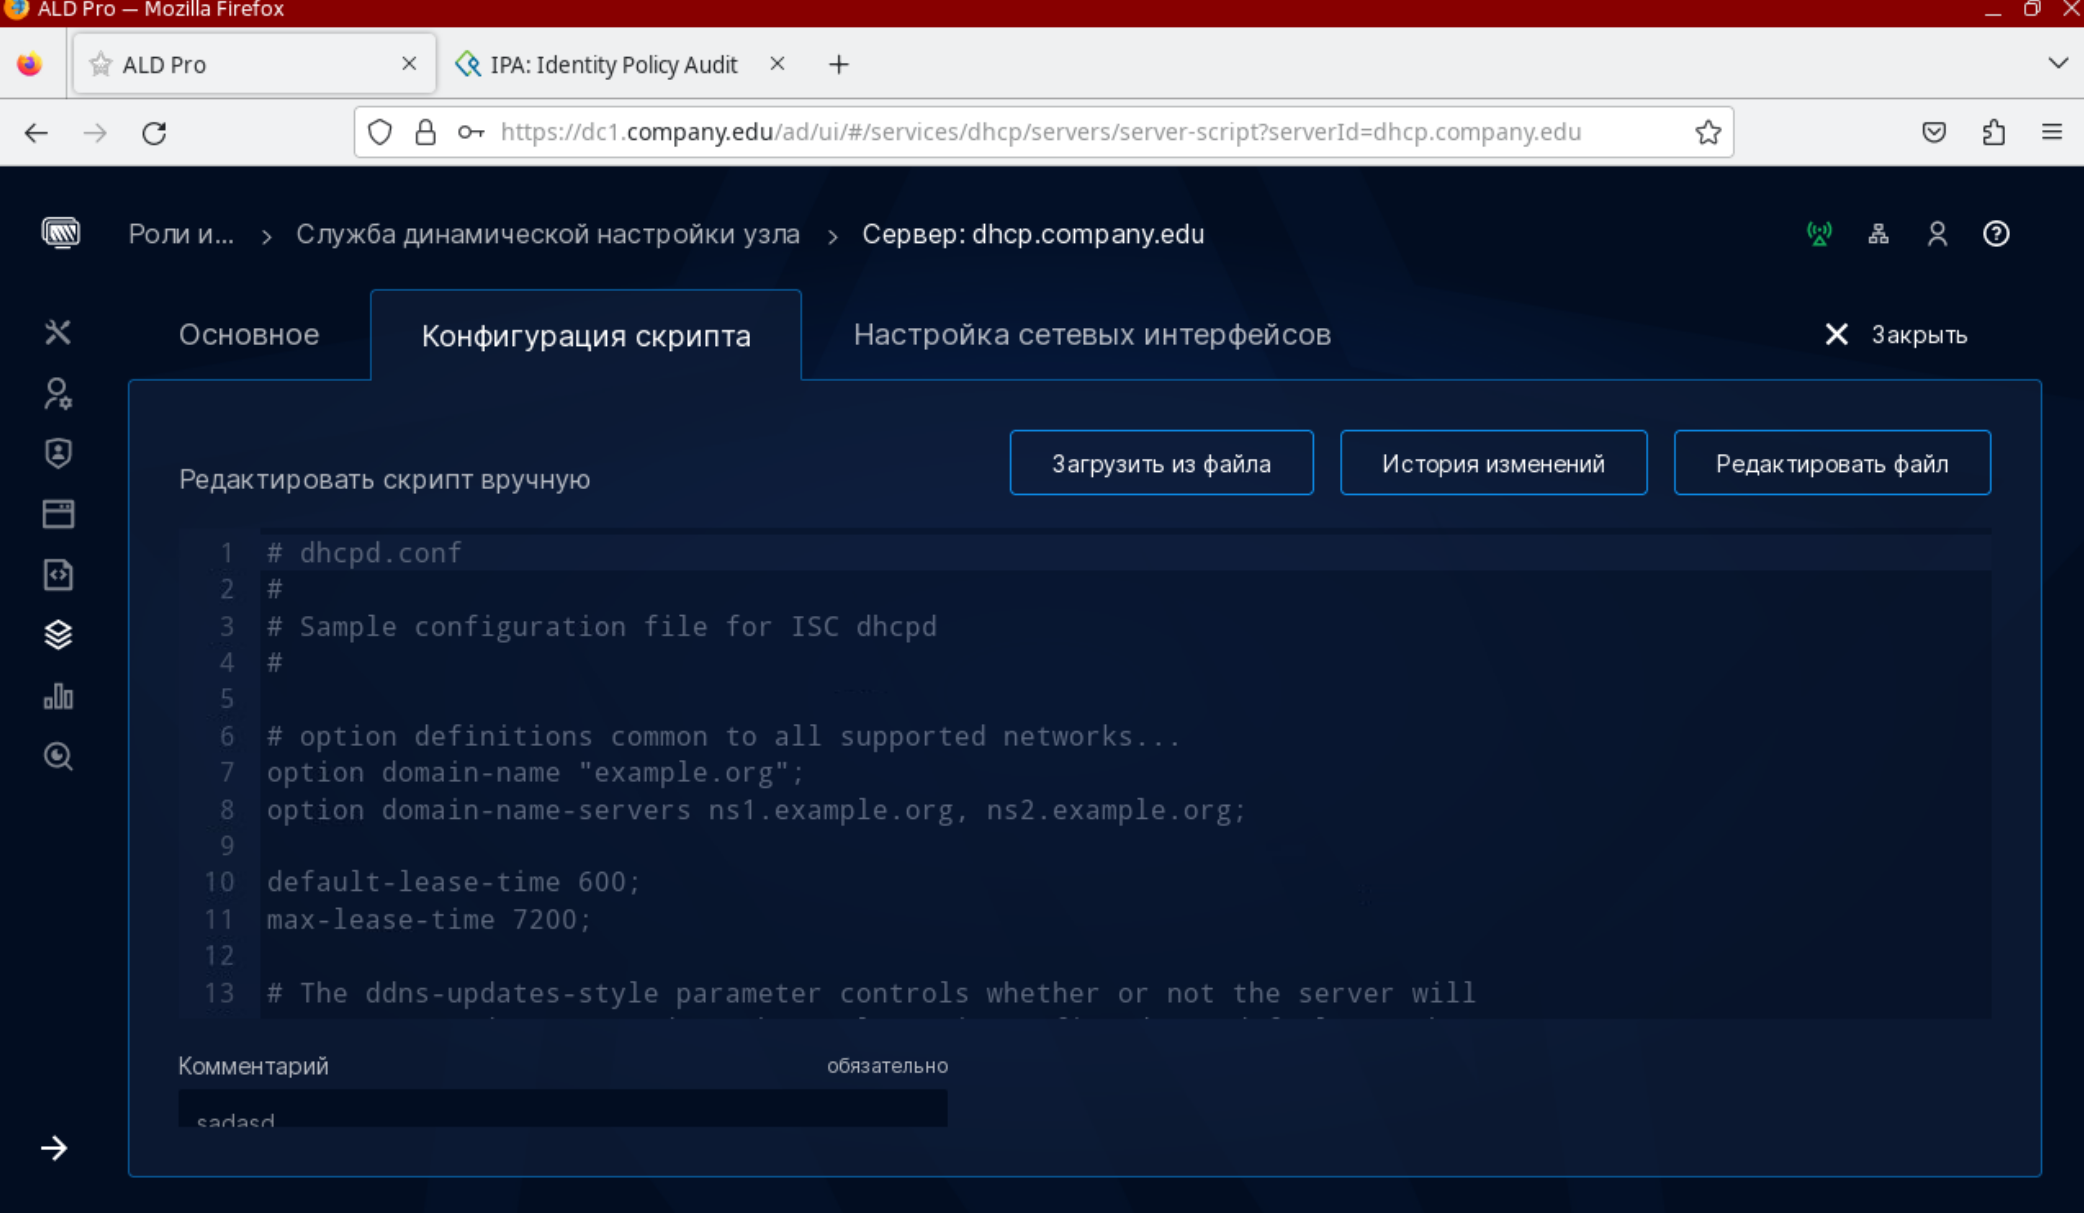 ALD Pro — Mozilla Firefox
ALD Pro
IPA: Identity Policy Audit
https://dc1.company.edu/ad/ui/#/services/dhcp/servers/server-script?serverId=dhcp.company.edu
Роли и... > Служба динамической настройки узла > Сервер: dhcp.company.edu
Основное
Конфигурация скрипта
Настройка сетевых интерфейсов
Закрыть
Загрузить из файла
История изменений
Редактировать файл
Редактировать скрипт вручную
1 # dhcpd.conf
2 #
3 # Sample configuration file for ISC dhcpd
4 #
5
6 # option definitions common to all supported networks...
7 option domain-name "example.org";
8 option domain-name-servers ns1.example.org, ns2.example.org;
9
10 default-lease-time 600;
11 max-lease-time 7200;
12
13 # The ddns-updates-style parameter controls whether or not the server will
Комментарий
обязательно
sadasd